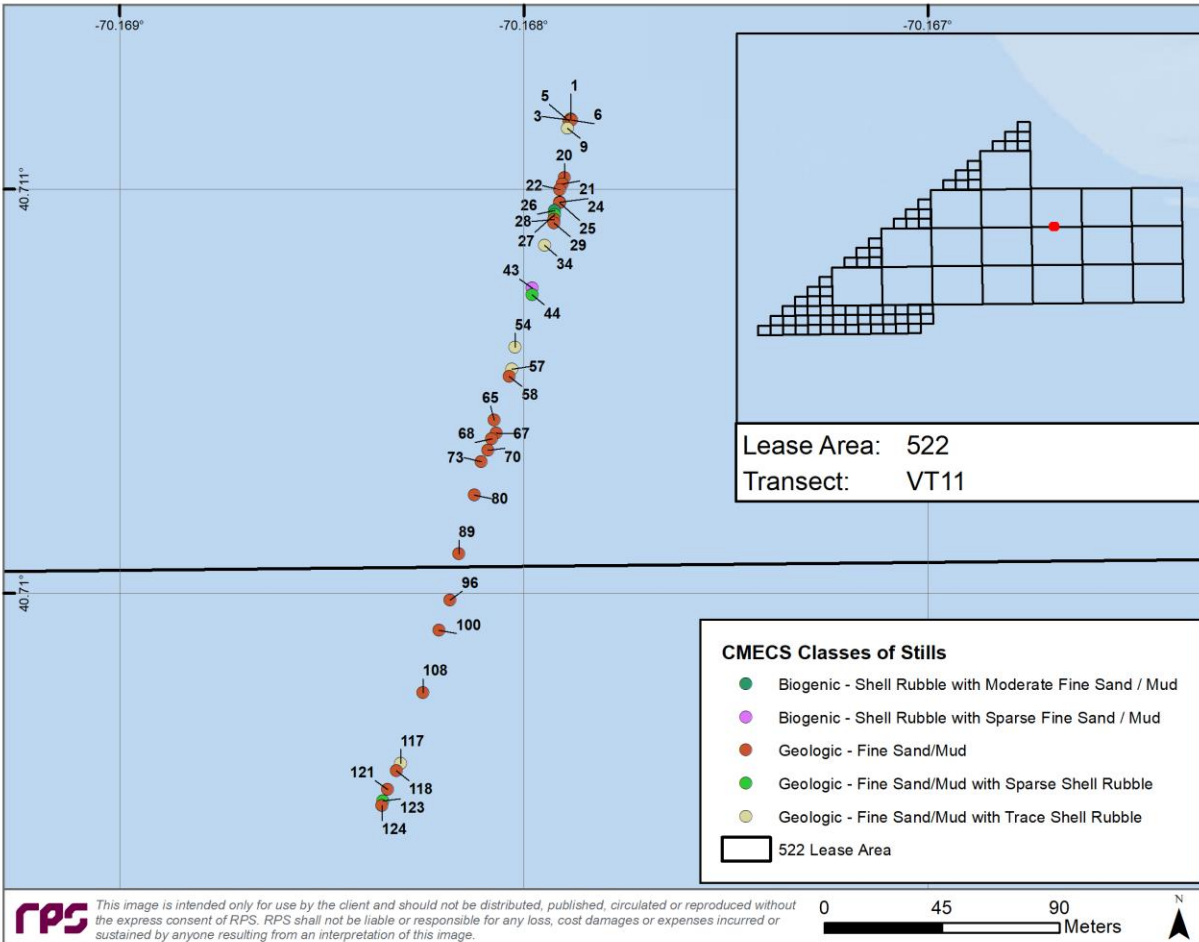 -70.169°
-70.168°
-70.167°
40.711°
40.71°
1
5
3
6
9
20
22
21
26
24
28
25
27
29
34
43
44
54
57
58
65
68
67
73
70
80
89
96
100
108
117
121
118
123
124
Lease Area: 522
Transect: VT11
CMECS Classes of Stills
Biogenic - Shell Rubble with Moderate Fine Sand / Mud
Biogenic - Shell Rubble with Sparse Fine Sand / Mud
Geologic - Fine Sand/Mud
Geologic - Fine Sand/Mud with Sparse Shell Rubble
Geologic - Fine Sand/Mud with Trace Shell Rubble
522 Lease Area
rps
This image is intended only for use by the client and should not be distributed, published, circulated or reproduced without
the express consent of RPS. RPS shall not be liable or responsible for any loss, cost damages or expenses incurred or
sustained by anyone resulting from an interpretation of this image.
0 45 90
Meters
N